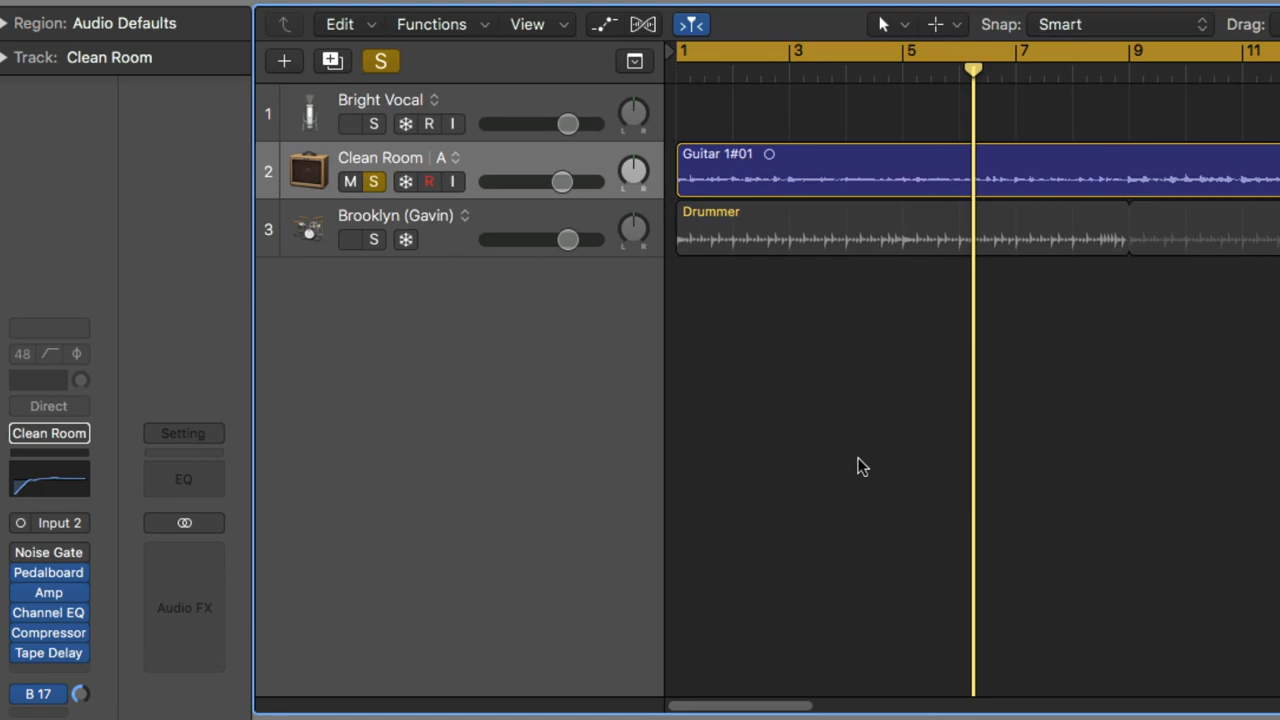 Region: Audio Defaults
Track: Clean Room
Edit Functions View Snap: Smart Drag:
S
1 3 5 7 9 11
1 Bright Vocal
S R I
L R
2 Clean Room A
M S R I
L R
Guitar 1#01
3 Brooklyn (Gavin)
S
L R
Drummer
48
Direct
Clean Room
Setting
EQ
Input 2
Noise Gate
Pedalboard
Amp
Channel EQ
Compressor
Tape Delay
Audio FX
B 17